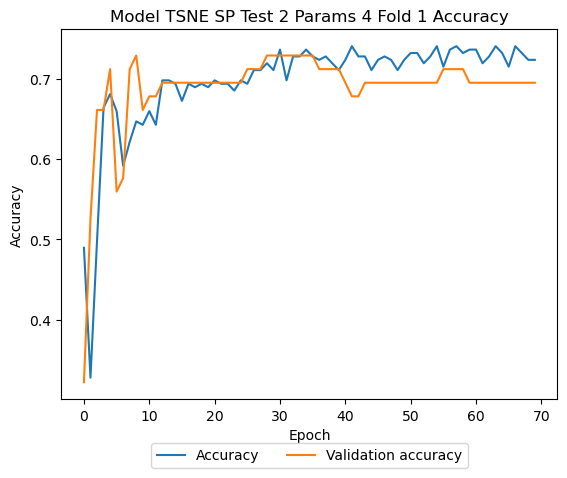 Model TSNE SP Test 2 Params 4 Fold 1 Accuracy
Accuracy
0.7
0.6
0.5
0.4
0 10 20 30 40 50 60 70
Epoch
Accuracy Validation accuracy